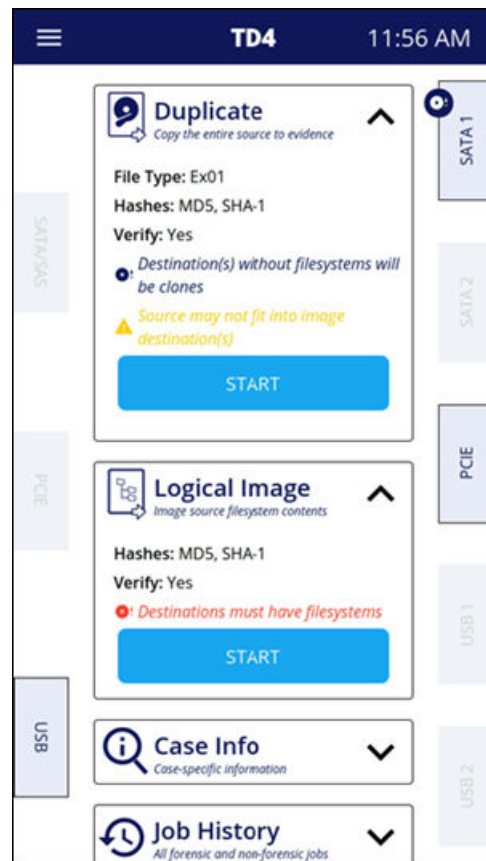 TD4 11:56 AM
Duplicate
Copy the entire source to evidence
File Type: Ex01
Hashes: MD5, SHA-1
Verify: Yes
Destination(s) without filesystems will
be clones
Source may not fit into image
destination(s)
START
Logical Image
Image source filesystem contents
Hashes: MD5, SHA-1
Verify: Yes
Destinations must have filesystems
START
Case Info
Case-specific information
Job History
All forensic and non-forensic jobs
SATA/SAS
PCIE
USB
SATA 1
SATA 2
PCIE
USB 1
USB 2